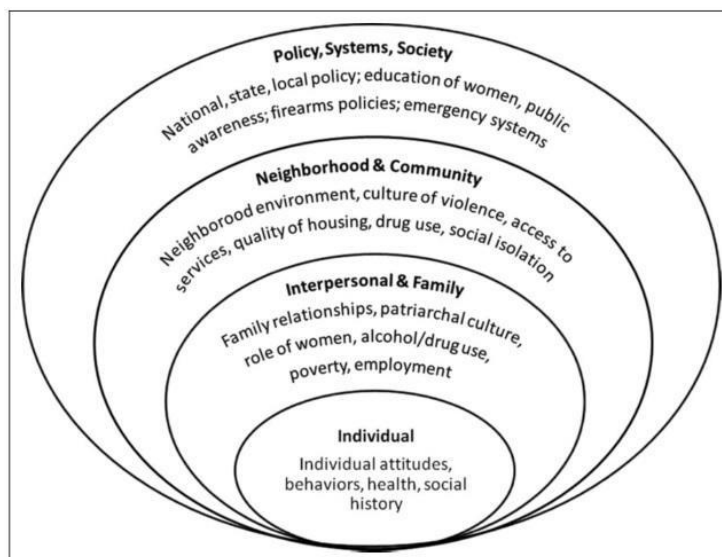 Policy, Systems, Society
National, state, local policy; education of women, public
awareness; firearms policies; emergency systems
Neighborhood & Community
Neighborood environment, culture of violence, access to
services, quality of housing, drug use, social isolation
Interpersonal & Family
Family relationships, patriarchal culture,
role of women, alcohol/drug use,
poverty, employment
Individual
Individual attitudes,
behaviors, health, social
history